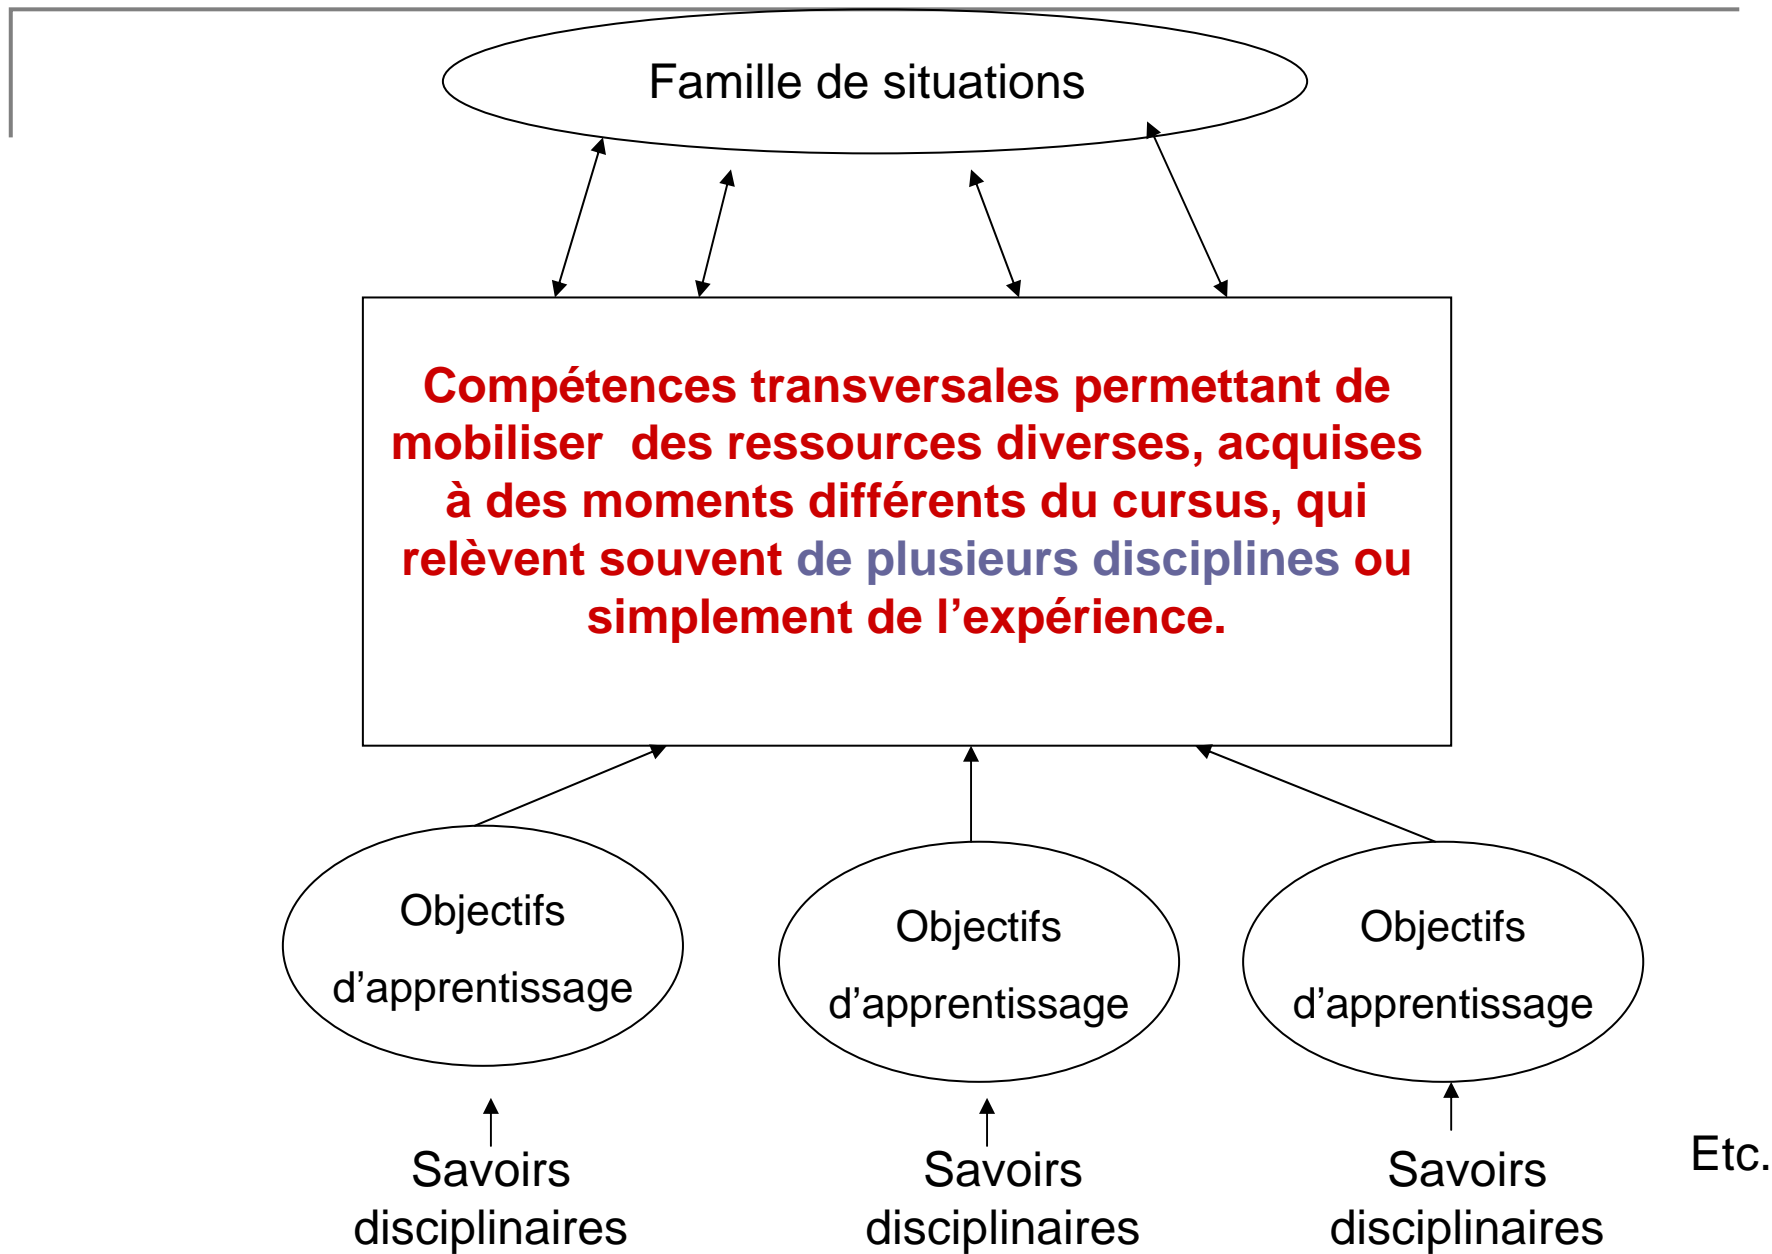 Famille de situations
Compétences transversales permettant de
mobiliser  des ressources diverses, acquises
à des moments différents du cursus, qui
relèvent souvent de plusieurs disciplines ou
simplement de l’expérience.
Objectifs
d’apprentissage
Objectifs
d’apprentissage
Objectifs
d’apprentissage
Savoirs
disciplinaires
Savoirs
disciplinaires
Savoirs
disciplinaires
Etc.